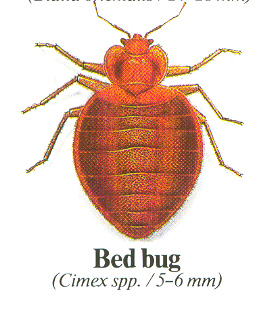 Bed bug
(Cimex spp. / 5–6 mm)